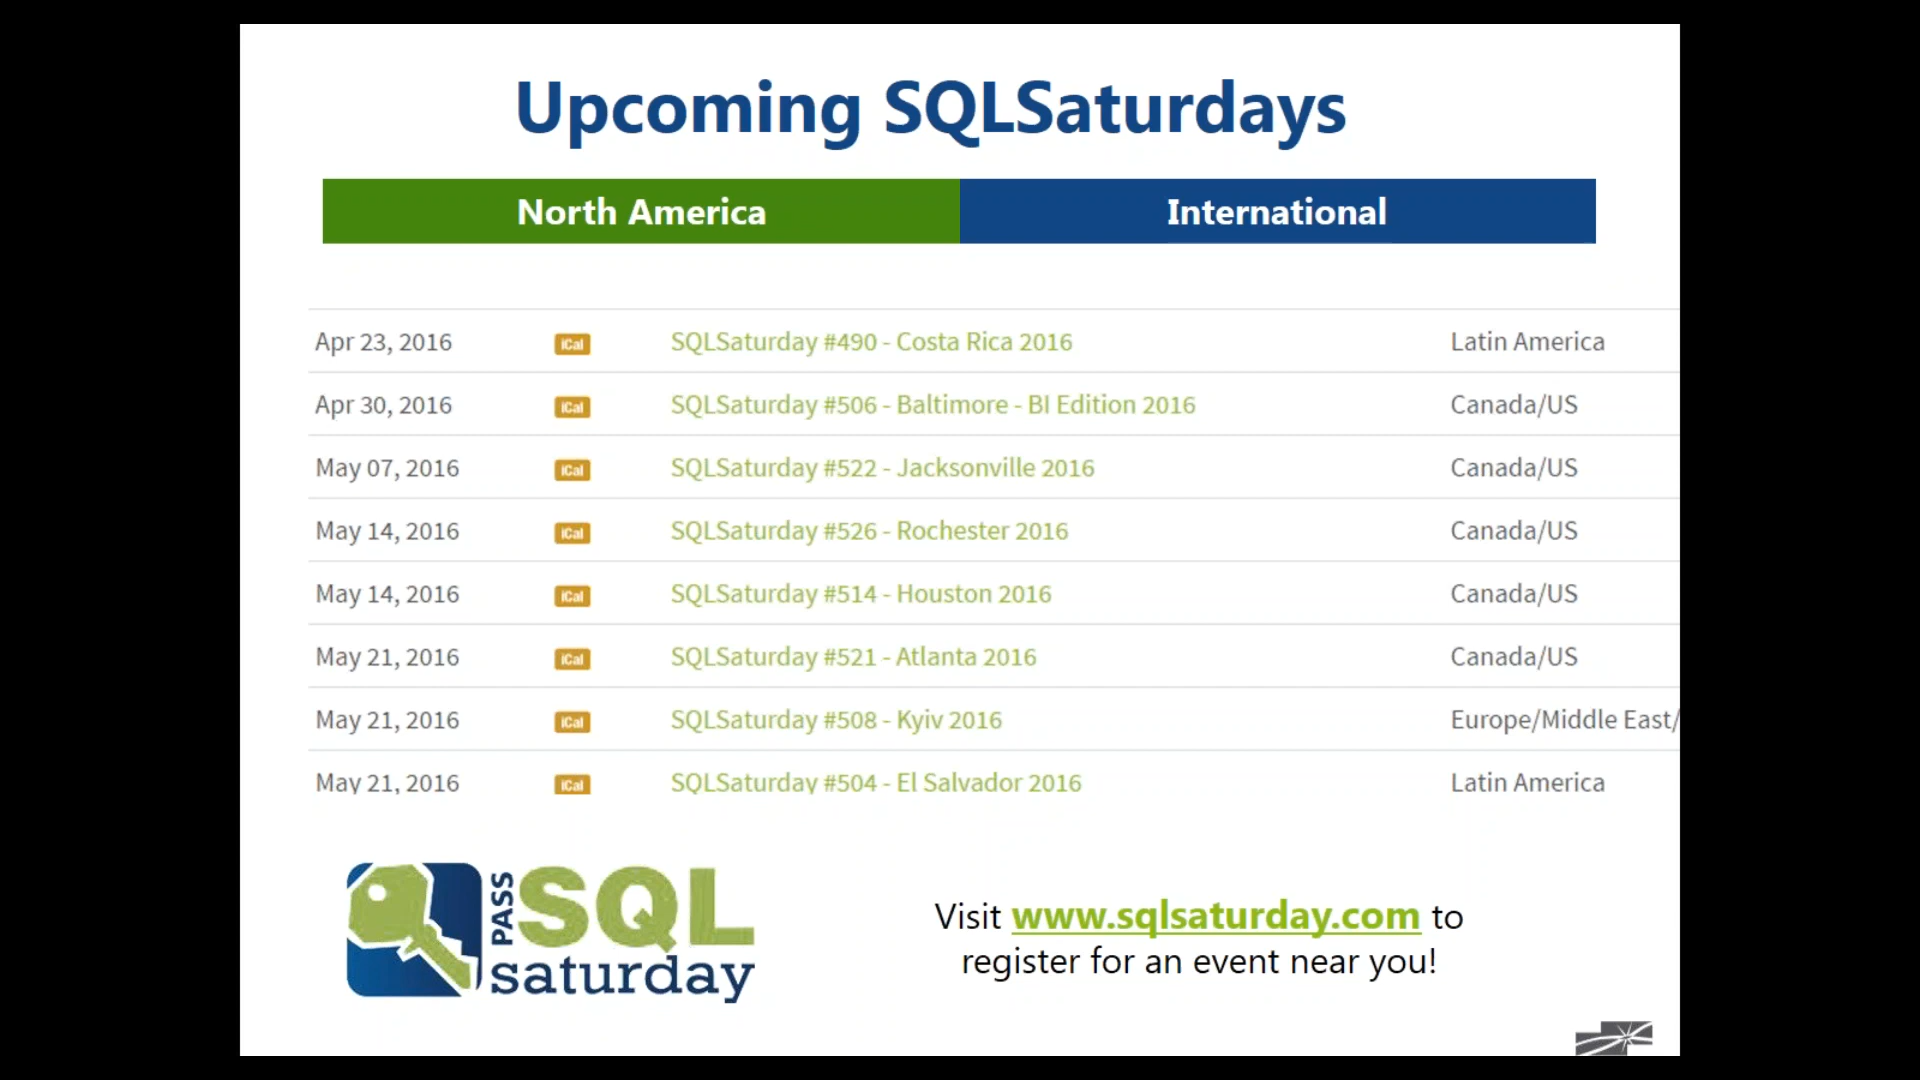 Upcoming SQLSaturdays
North America International
Apr 23, 2016 iCal SQLSaturday #490 - Costa Rica 2016 Latin America
Apr 30, 2016 iCal SQLSaturday #506 - Baltimore - BI Edition 2016 Canada/US
May 07, 2016 iCal SQLSaturday #522 - Jacksonville 2016 Canada/US
May 14, 2016 iCal SQLSaturday #526 - Rochester 2016 Canada/US
May 14, 2016 iCal SQLSaturday #514 - Houston 2016 Canada/US
May 21, 2016 iCal SQLSaturday #521 - Atlanta 2016 Canada/US
May 21, 2016 iCal SQLSaturday #508 - Kyiv 2016 Europe/Middle East/
May 21, 2016 iCal SQLSaturday #504 - El Salvador 2016 Latin America
PASS SQL
saturday
Visit www.sqlsaturday.com to
register for an event near you!